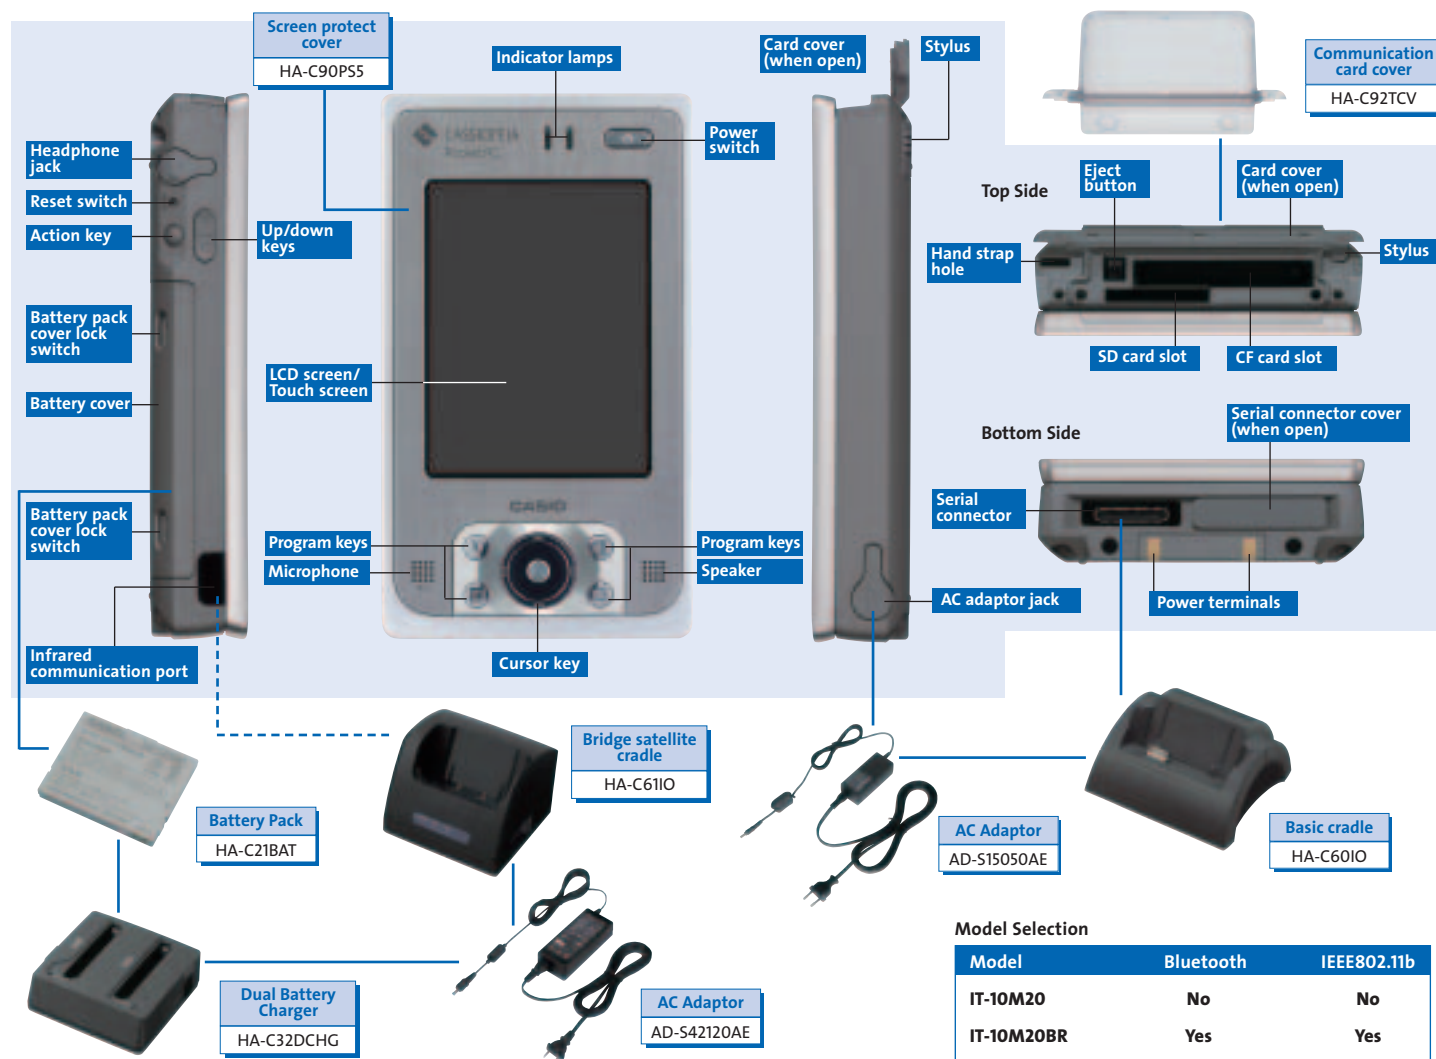 Screen protect
cover
HA-C90PS5
Indicator lamps
Card cover
(when open)
Stylus
Communication
card cover
HA-C92TCV
CASSIOPEIA
Pocket PC
Power
switch
Headphone
jack
Reset switch
Action key
Up/down
keys
Top Side
Eject
button
Card cover
(when open)
Hand strap
hole
Stylus
Battery pack
cover lock
switch
SD card slot
CF card slot
LCD screen/
Touch screen
Battery cover
Serial connector cover
(when open)
Bottom Side
CASIO
Battery pack
cover lock
switch
Serial
connector
Program keys
Program keys
Microphone
Speaker
AC adaptor jack
Power terminals
Infrared
communication port
Cursor key
Bridge satellite
cradle
HA-C61IO
Battery Pack
HA-C21BAT
AC Adaptor
AD-S15050AE
Basic cradle
HA-C60IO
Dual Battery
Charger
HA-C32DCHG
AC Adaptor
AD-S42120AE
Model Selection
Model Bluetooth IEEE802.11b
IT-10M20 No No
IT-10M20BR Yes Yes